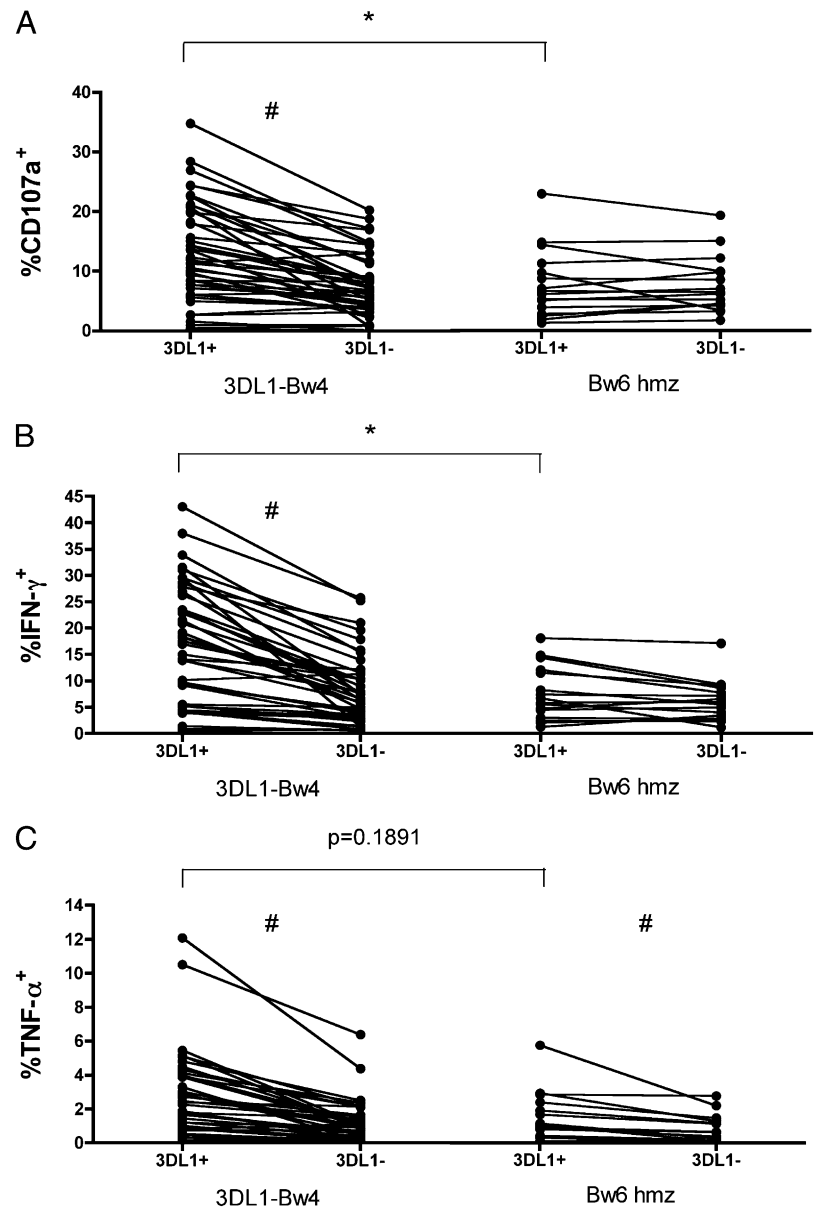 A
*
#
%CD107a+
40
30
20
10
0
3DL1+ 3DL1- 3DL1+ 3DL1-
3DL1-Bw4 Bw6 hmz
B
*
#
%IFN-γ+
45
40
35
30
25
20
15
10
5
0
3DL1+ 3DL1- 3DL1+ 3DL1-
3DL1-Bw4 Bw6 hmz
C
p=0.1891
# #
%TNF-α+
14
12
10
8
6
4
2
0
3DL1+ 3DL1- 3DL1+ 3DL1-
3DL1-Bw4 Bw6 hmz